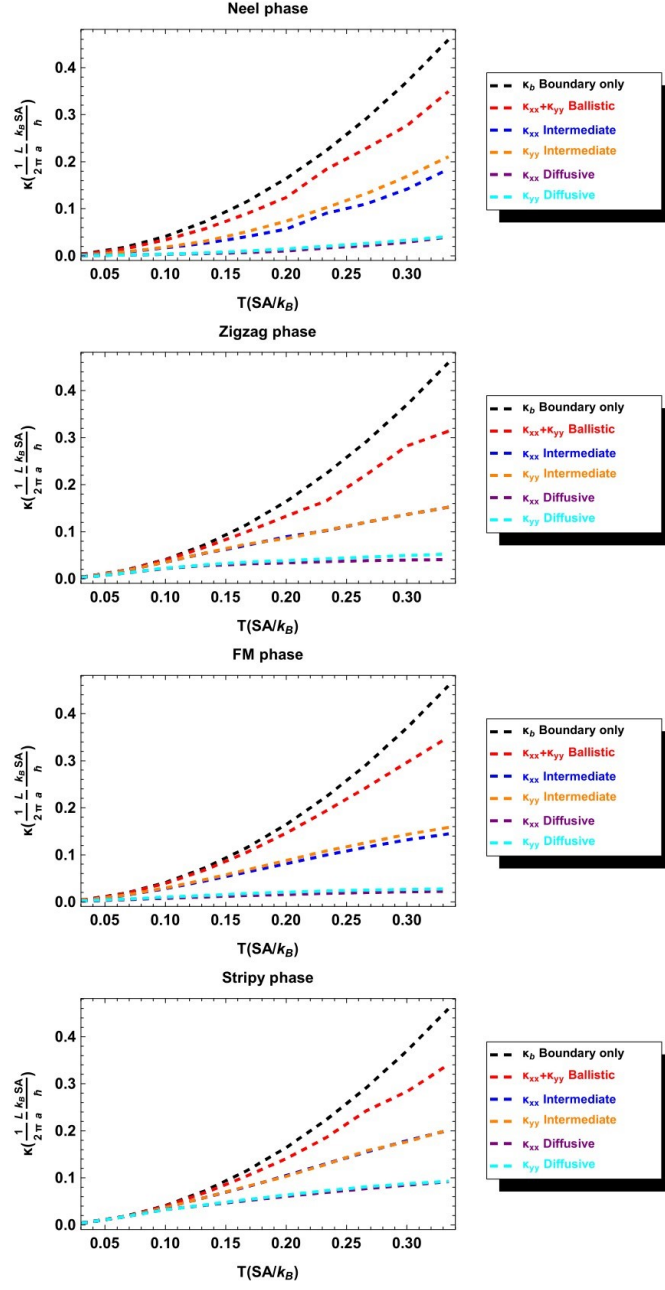 Neel phase
0.4
0.3
0.2
0.1
0.0
κ(1/2π L/a k_B SA/ħ)
0.05 0.10 0.15 0.20 0.25 0.30
T(SA/k_B)
κ_b Boundary only
κ_xx+κ_yy Ballistic
κ_xx Intermediate
κ_yy Intermediate
κ_xx Diffusive
κ_yy Diffusive
Zigzag phase
0.4
0.3
0.2
0.1
0.0
κ(1/2π L/a k_B SA/ħ)
0.05 0.10 0.15 0.20 0.25 0.30
T(SA/k_B)
κ_b Boundary only
κ_xx+κ_yy Ballistic
κ_xx Intermediate
κ_yy Intermediate
κ_xx Diffusive
κ_yy Diffusive
FM phase
0.4
0.3
0.2
0.1
0.0
κ(1/2π L/a k_B SA/ħ)
0.05 0.10 0.15 0.20 0.25 0.30
T(SA/k_B)
κ_b Boundary only
κ_xx+κ_yy Ballistic
κ_xx Intermediate
κ_yy Intermediate
κ_xx Diffusive
κ_yy Diffusive
Stripy phase
0.4
0.3
0.2
0.1
0.0
κ(1/2π L/a k_B SA/ħ)
0.05 0.10 0.15 0.20 0.25 0.30
T(SA/k_B)
κ_b Boundary only
κ_xx+κ_yy Ballistic
κ_xx Intermediate
κ_yy Intermediate
κ_xx Diffusive
κ_yy Diffusive